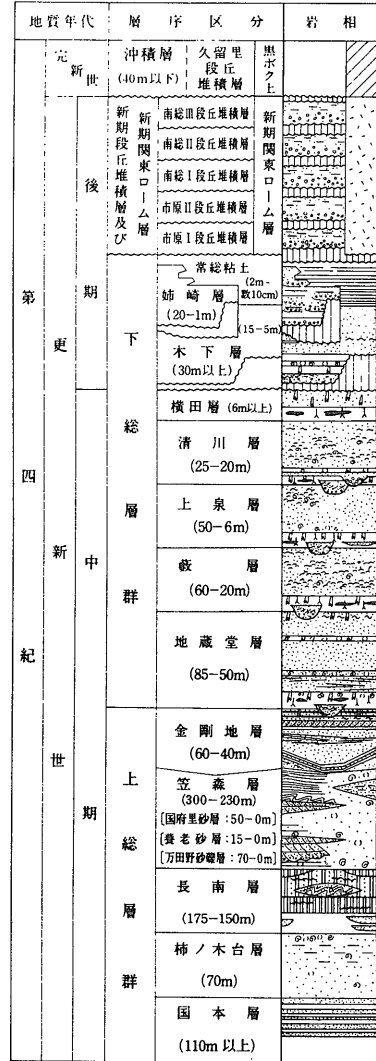 地質年代
層序区分
岩相
第四紀
完新世
更新世
後期
中期
沖積層
(40m以下)
久留里
段丘
堆積層
黒ボク土
新期段丘堆積層及び
新期関東ローム層
南総III段丘堆積層
南総II段丘堆積層
南総I段丘堆積層
市原II段丘堆積層
市原I段丘堆積層
新期関東ローム層
下総層群
常総粘土
(2m-
数10cm)
姉崎層
(20-1m)
(15-5m)
木下層
(30m以上)
横田層 (6m以上)
清川層
(25-20m)
上泉層
(50-6m)
藪層
(60-20m)
地蔵堂層
(85-50m)
上総層群
金剛地層
(60-40m)
笠森層
(300-230m)
[国府里砂層:50-0m]
[養老砂層:15-0m]
[万田野砂礫層:70-0m]
長南層
(175-150m)
柿ノ木台層
(70m)
国本層
(110m以上)